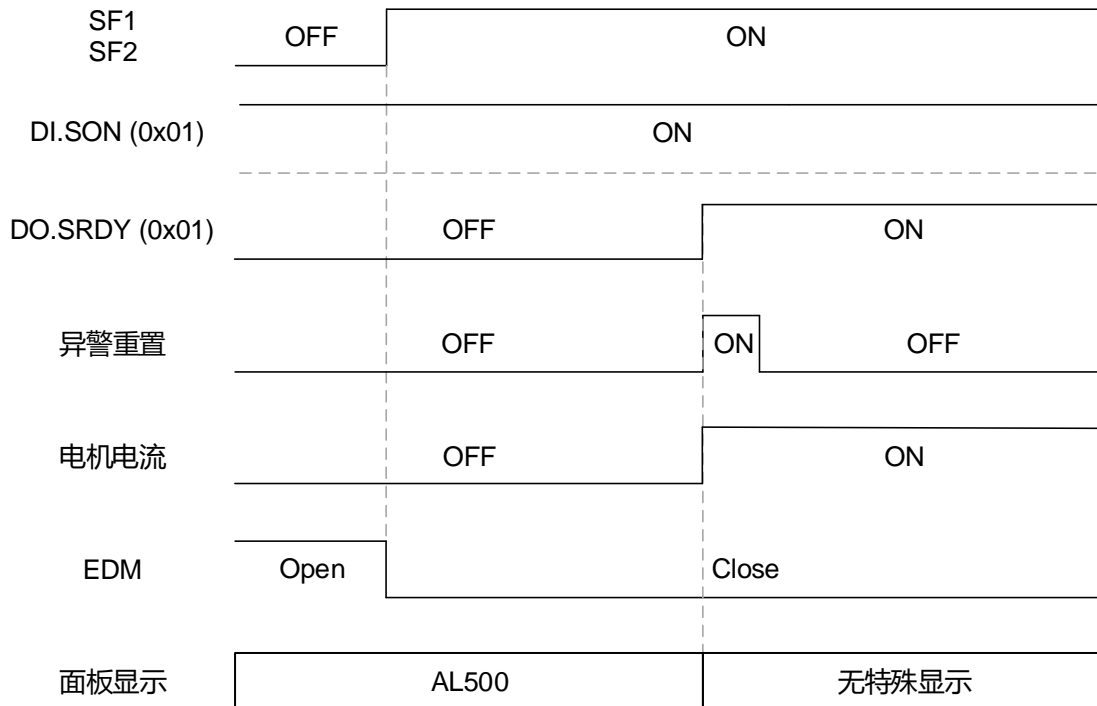 SF1
SF2
OFF
ON
DI.SON (0x01)
ON
DO.SRDY (0x01)
OFF
ON
异警重置
OFF
ON
OFF
电机电流
OFF
ON
EDM
Open
Close
面板显示
AL500
无特殊显示